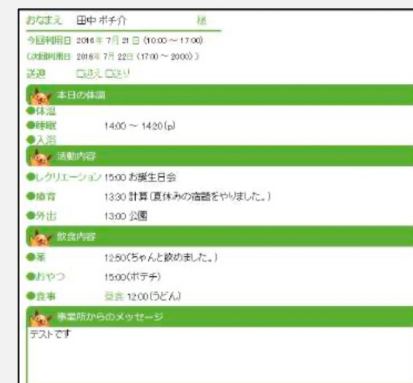 おなまえ 田中 ポチ介 様
今回利用日 2016年 7月 21日 (10:00 ~ 17:00)
(次回利用日 2016年 7月 22日 (17:00 ~ 20:00) )
送迎 □迎え □送り
本日の体調
●体温
●睡眠 14:00 ~ 14:20(p)
●入浴
活動内容
●レクリエーション 15:00 お誕生日会
●療育 13:30 計算(夏休みの宿題をやりました。)
●外出 13:00 公園
飲食内容
●薬 12:50(ちゃんと飲めました。)
●おやつ 15:00(ポテチ)
●食事 昼食 12:00(うどん)
事業所からのメッセージ
テストです